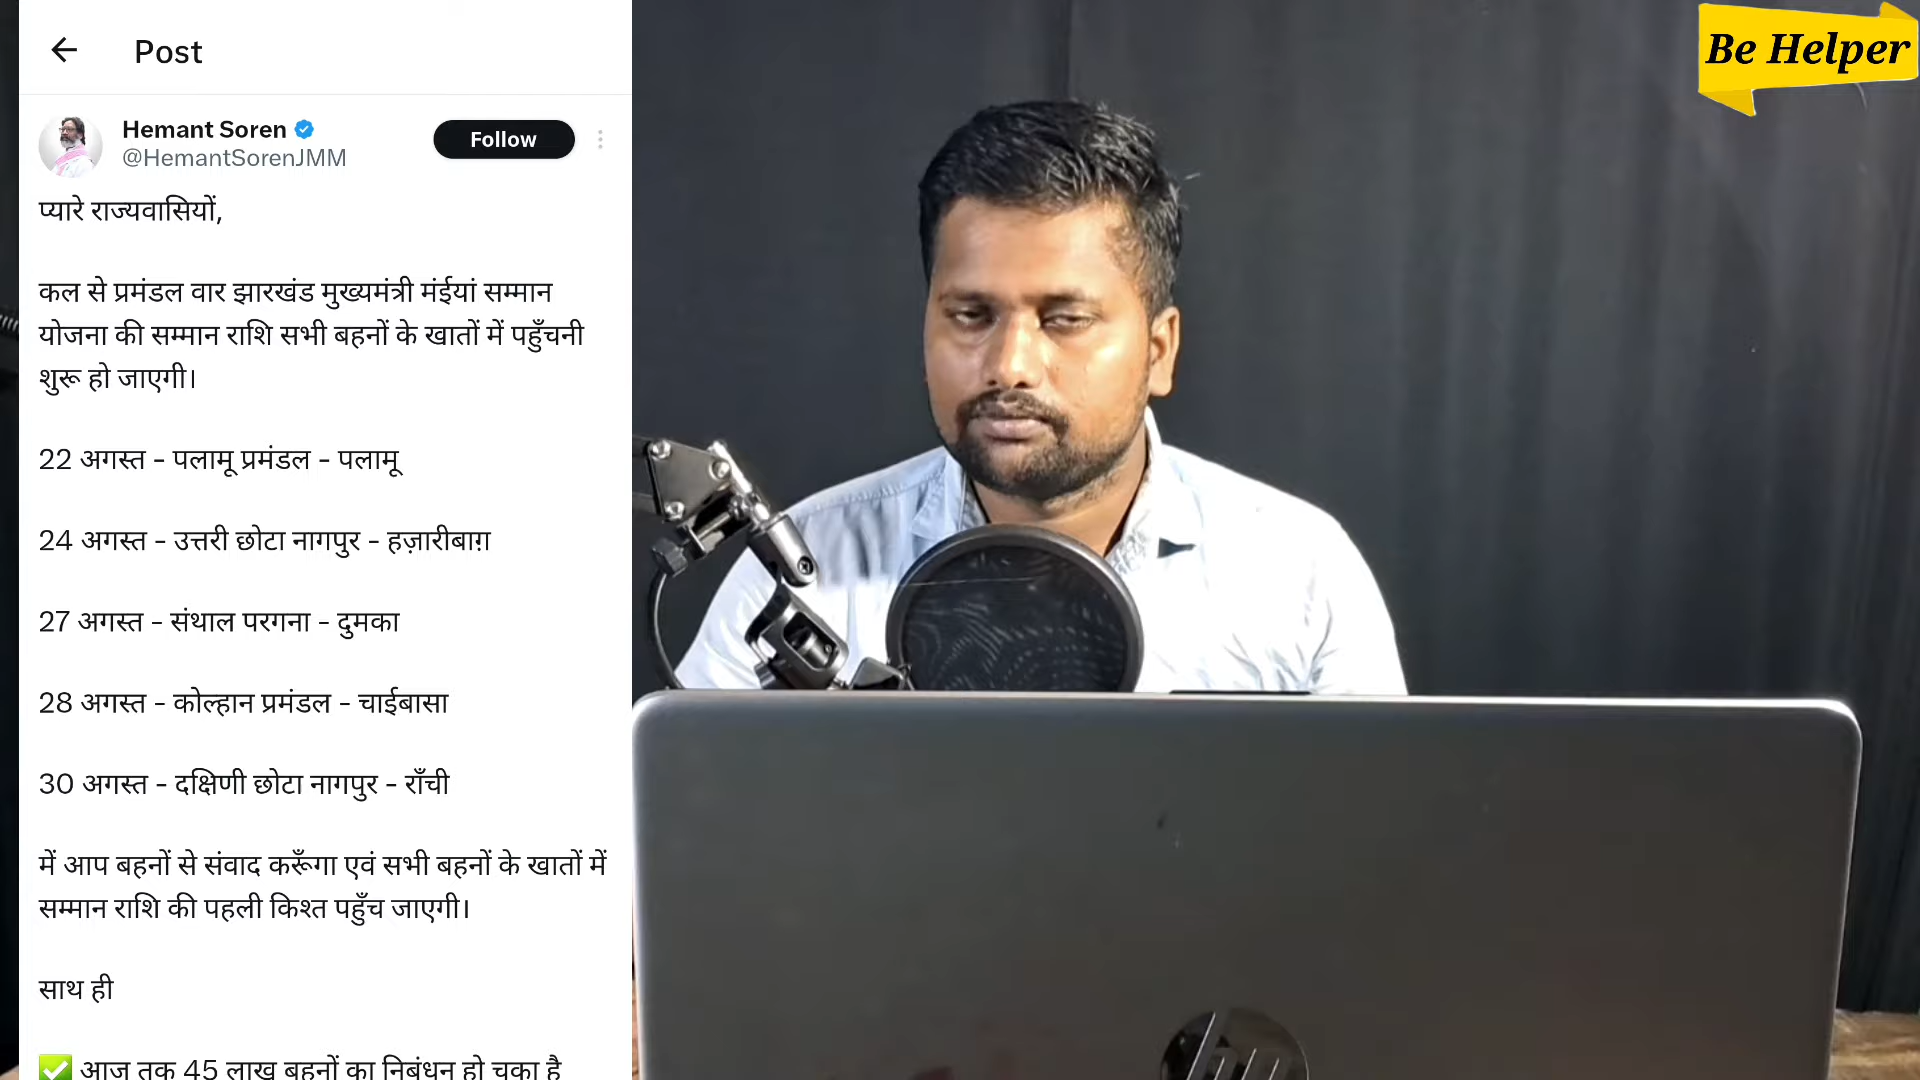 Post
Hemant Soren
@HemantSorenJMM
Follow
प्यारे राज्यवासियों,
कल से प्रमंडल वार झारखंड मुख्यमंत्री मंईयां सम्मान
योजना की सम्मान राशि सभी बहनों के खातों में पहुँचनी
शुरू हो जाएगी।
22 अगस्त - पलामू प्रमंडल - पलामू
24 अगस्त - उत्तरी छोटा नागपुर - हज़ारीबाग़
27 अगस्त - संथाल परगना - दुमका
28 अगस्त - कोल्हान प्रमंडल - चाईबासा
30 अगस्त - दक्षिणी छोटा नागपुर - राँची
में आप बहनों से संवाद करूँगा एवं सभी बहनों के खातों में
सम्मान राशि की पहली किश्त पहुँच जाएगी।
साथ ही
✅ आज तक 45 लाख बहनों का निबंधन हो चुका है
Be Helper
hp